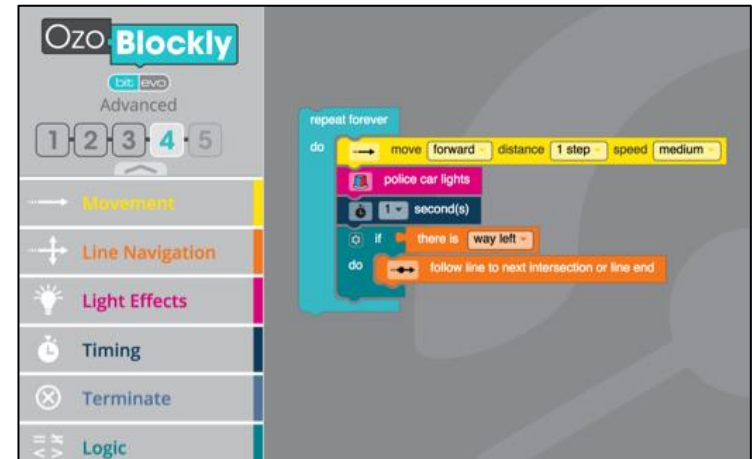 Ozo Blockly
bit evo
Advanced
1 2 3 4 5
Movement
Line Navigation
Light Effects
Timing
Terminate
Logic
repeat forever
do move forward distance 1 step speed medium
police car lights
1 second(s)
if there is way left
do follow line to next intersection or line end